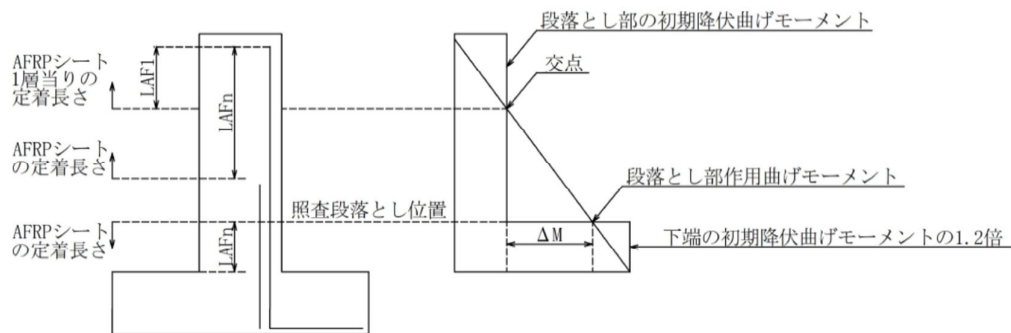 段落とし部の初期降伏曲げモーメント
AFRPシート
1層当りの
定着長さ
LAF1
LAFn
交点
AFRPシート
の定着長さ
段落とし部作用曲げモーメント
照査段落とし位置
AFRPシート
の定着長さ
LAFn
ΔM
下端の初期降伏曲げモーメントの1.2倍